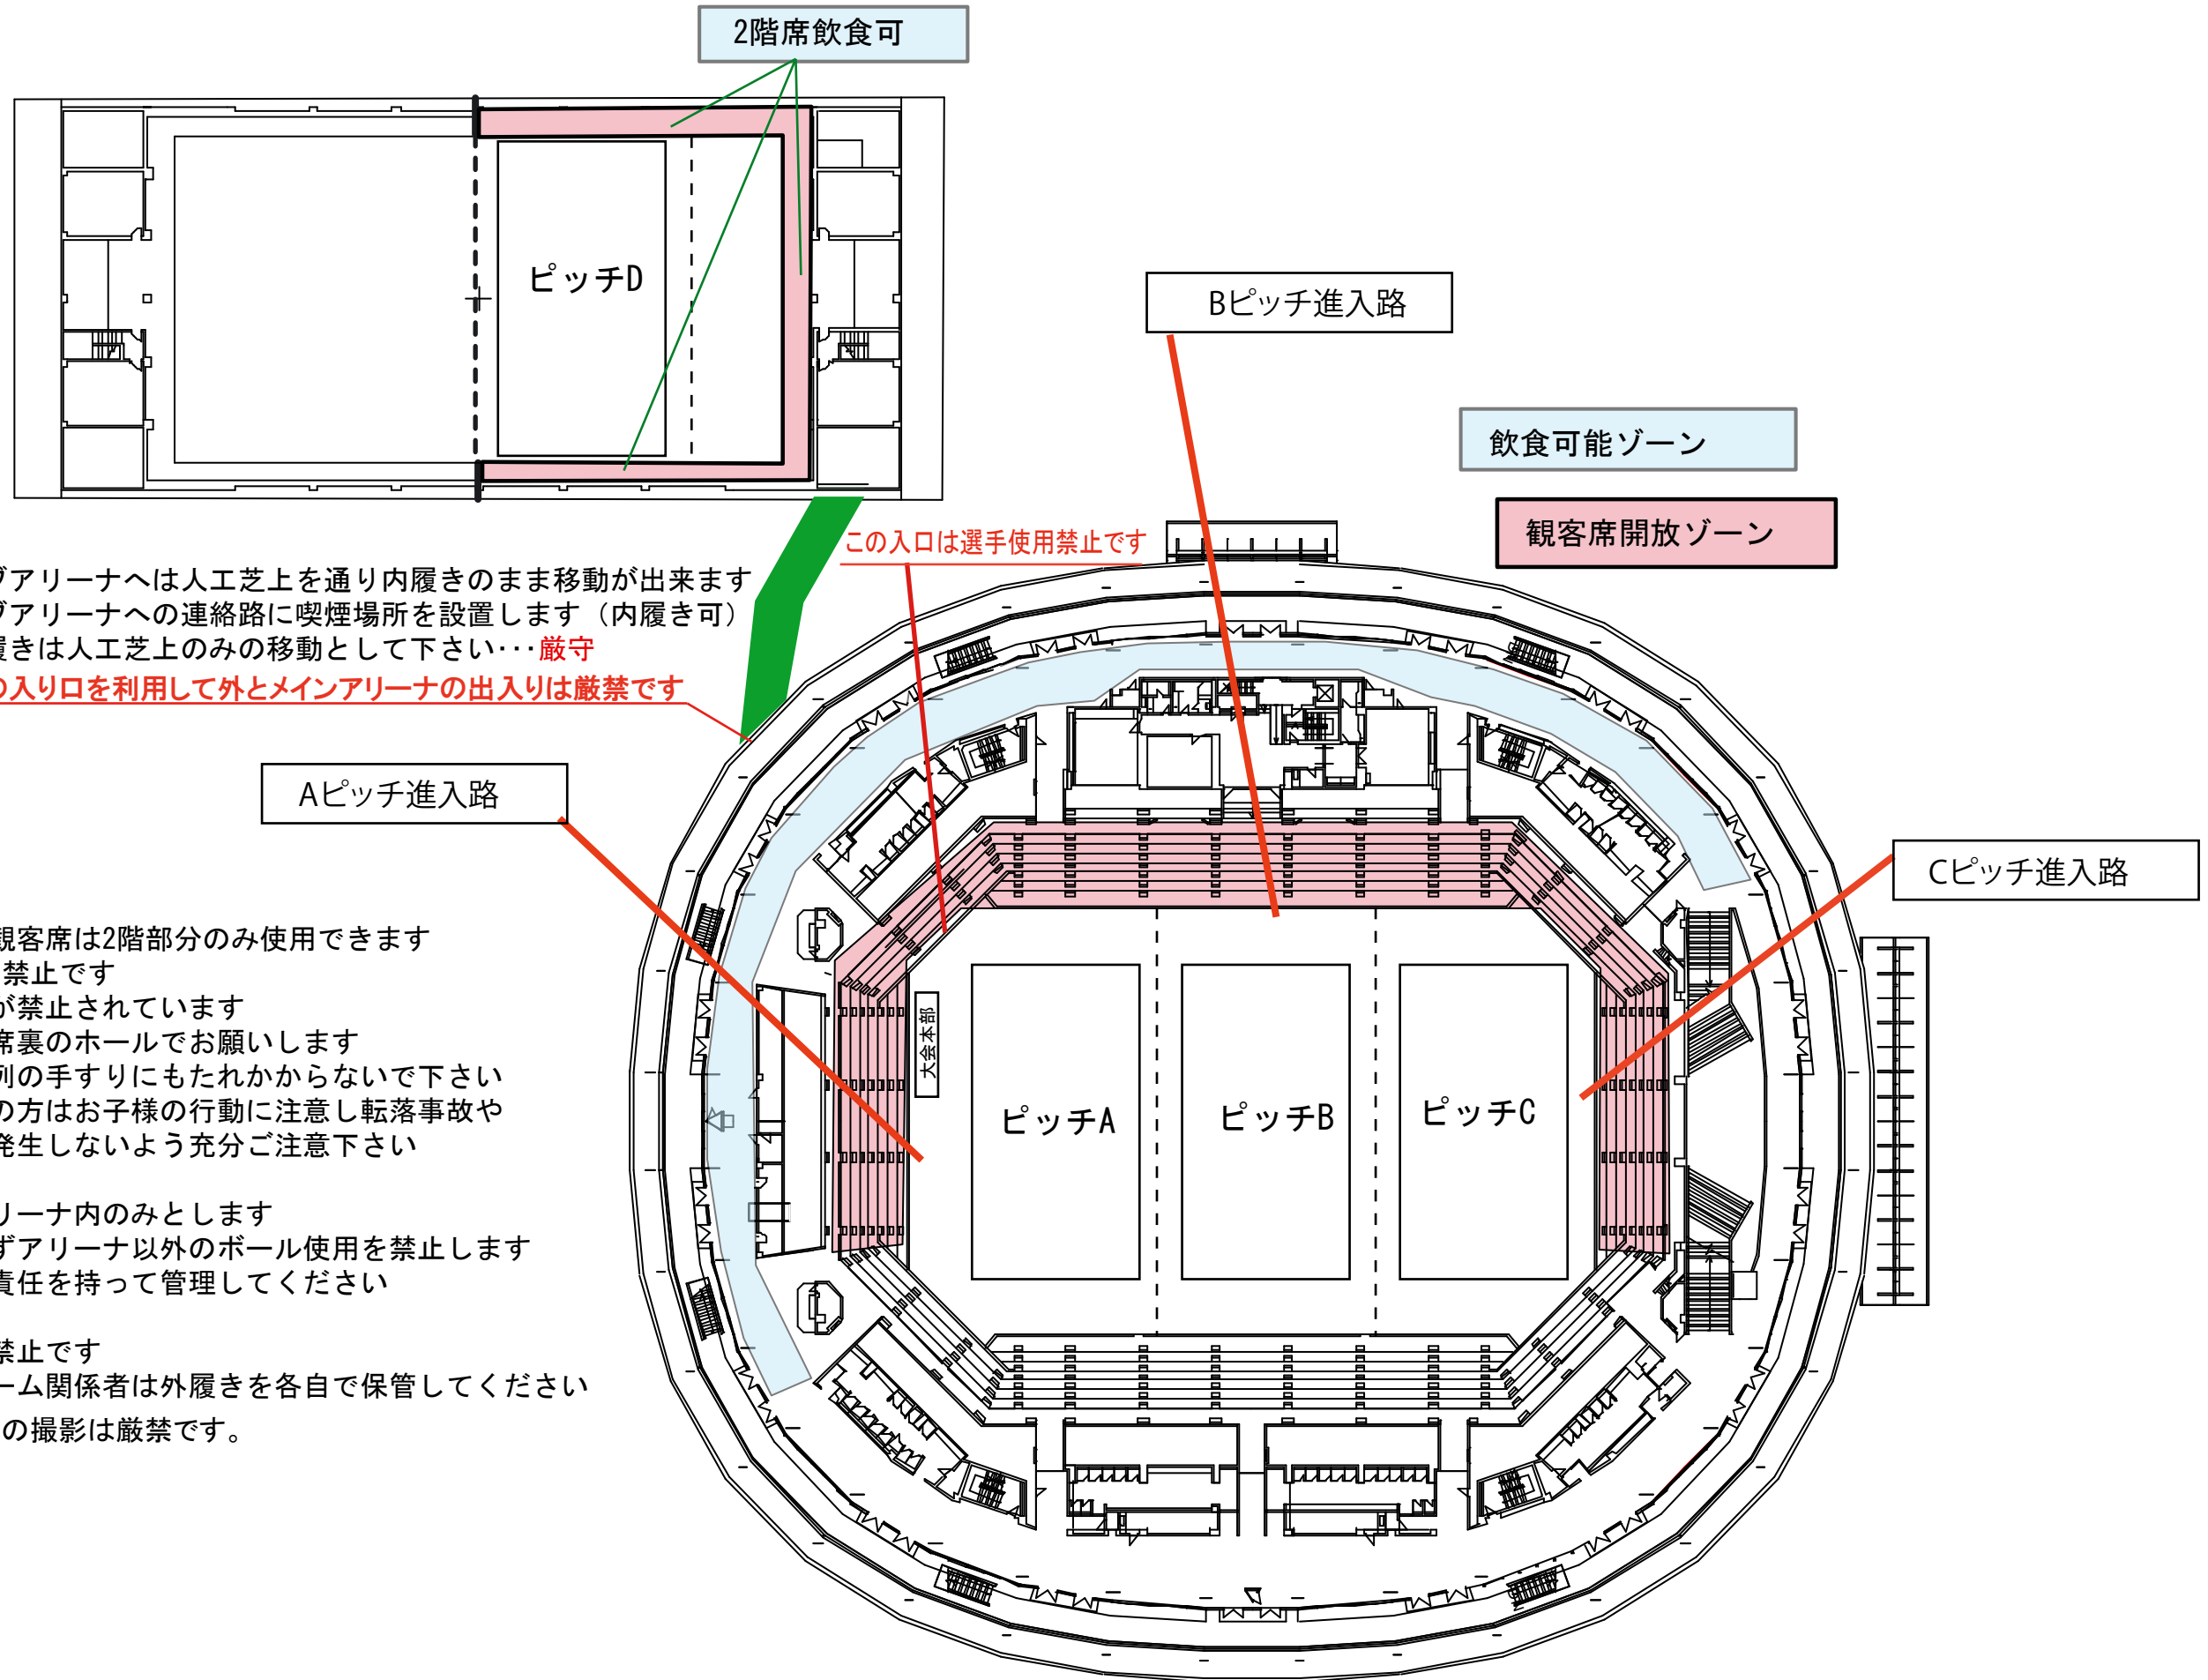 2階席飲食可
ピッチD
Bピッチ進入路
飲食可能ゾーン
観客席開放ゾーン
この入口は選手使用禁止です
ブアリーナへは人工芝上を通り内履きのまま移動が出来ます
ブアリーナへの連絡路に喫煙場所を設置します（内履き可）
履きは人工芝上のみの移動として下さい･･･厳守
の入り口を利用して外とメインアリーナの出入りは厳禁です
Aピッチ進入路
Cピッチ進入路
観客席は2階部分のみ使用できます
禁止です
が禁止されています
席裏のホールでお願いします
列の手すりにもたれかからないで下さい
の方はお子様の行動に注意し転落事故や
発生しないよう充分ご注意下さい
大会本部
ピッチA
ピッチB
ピッチC
リーナ内のみとします
ずアリーナ以外のボール使用を禁止します
責任を持って管理してください
禁止です
ーム関係者は外履きを各自で保管してください
の撮影は厳禁です。